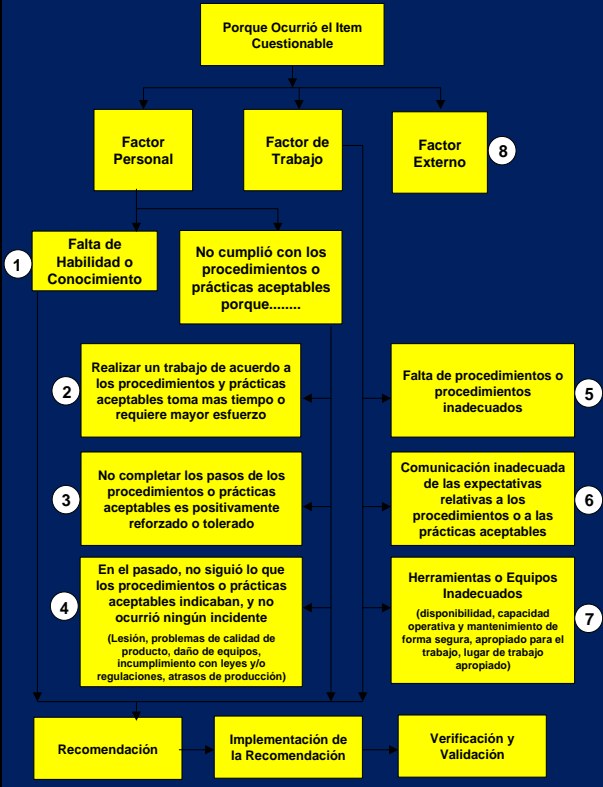 Porque Ocurrió el Item
Cuestionable
Factor
Personal
Factor de
Trabajo
Factor
Externo
8
1
Falta de
Habilidad o
Conocimiento
No cumplió con los
procedimientos o
prácticas aceptables
porque........
2
Realizar un trabajo de acuerdo a
los procedimientos y prácticas
aceptables toma mas tiempo o
requiere mayor esfuerzo
Falta de procedimientos o
procedimientos
inadecuados
5
3
No completar los pasos de los
procedimientos o prácticas
aceptables es positivamente
reforzado o tolerado
Comunicación inadecuada
de las expectativas
relativas a los
procedimientos o a las
prácticas aceptables
6
4
En el pasado, no siguió lo que
los procedimientos o prácticas
aceptables indicaban, y no
ocurrió ningún incidente
(Lesión, problemas de calidad de
producto, daño de equipos,
incumplimiento con leyes y/o
regulaciones, atrasos de producción)
Herramientas o Equipos
Inadecuados
(disponibilidad, capacidad
operativa y mantenimiento de
forma segura, apropiado para el
trabajo, lugar de trabajo
apropiado)
7
Recomendación
Implementación de
la Recomendación
Verificación y
Validación